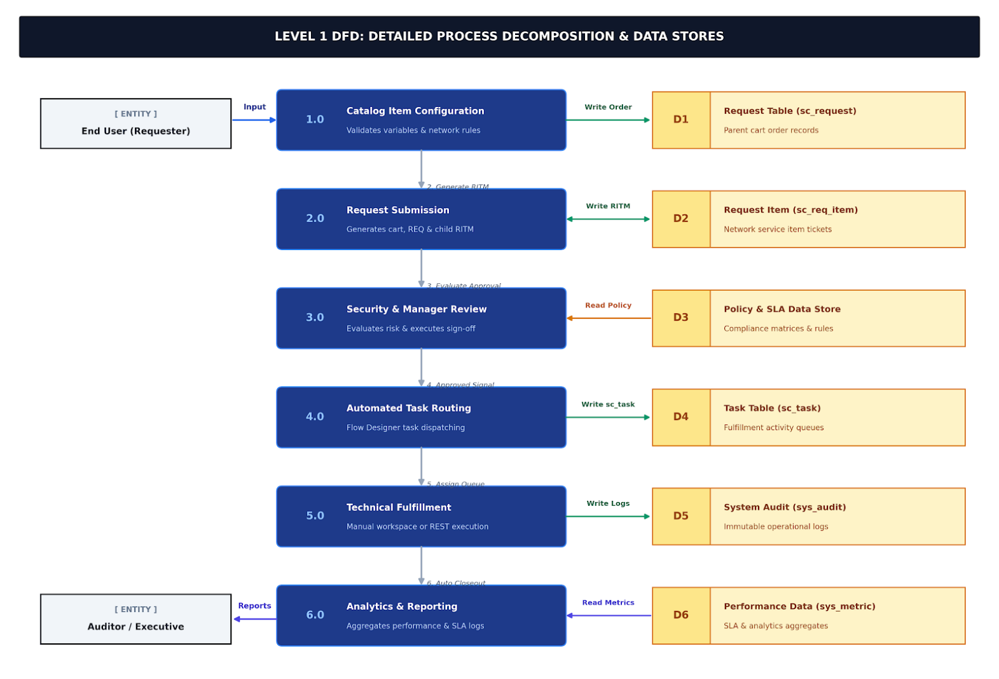 LEVEL 1 DFD: DETAILED PROCESS DECOMPOSITION & DATA STORES
[ ENTITY ]
End User (Requester)
Input
1.0
Catalog Item Configuration
Validates variables & network rules
Write Order
D1
Request Table (sc_request)
Parent cart order records
2. Generate RITM
2.0
Request Submission
Generates cart, REQ & child RITM
Write RITM
D2
Request Item (sc_req_item)
Network service item tickets
3. Evaluate Approval
3.0
Security & Manager Review
Evaluates risk & executes sign-off
Read Policy
D3
Policy & SLA Data Store
Compliance matrices & rules
4. Approved Signal
4.0
Automated Task Routing
Flow Designer task dispatching
Write sc_task
D4
Task Table (sc_task)
Fulfillment activity queues
5. Assign Queue
5.0
Technical Fulfillment
Manual workspace or REST execution
Write Logs
D5
System Audit (sys_audit)
Immutable operational logs
6. Auto Closeout
[ ENTITY ]
Auditor / Executive
Reports
6.0
Analytics & Reporting
Aggregates performance & SLA logs
Read Metrics
D6
Performance Data (sys_metric)
SLA & analytics aggregates